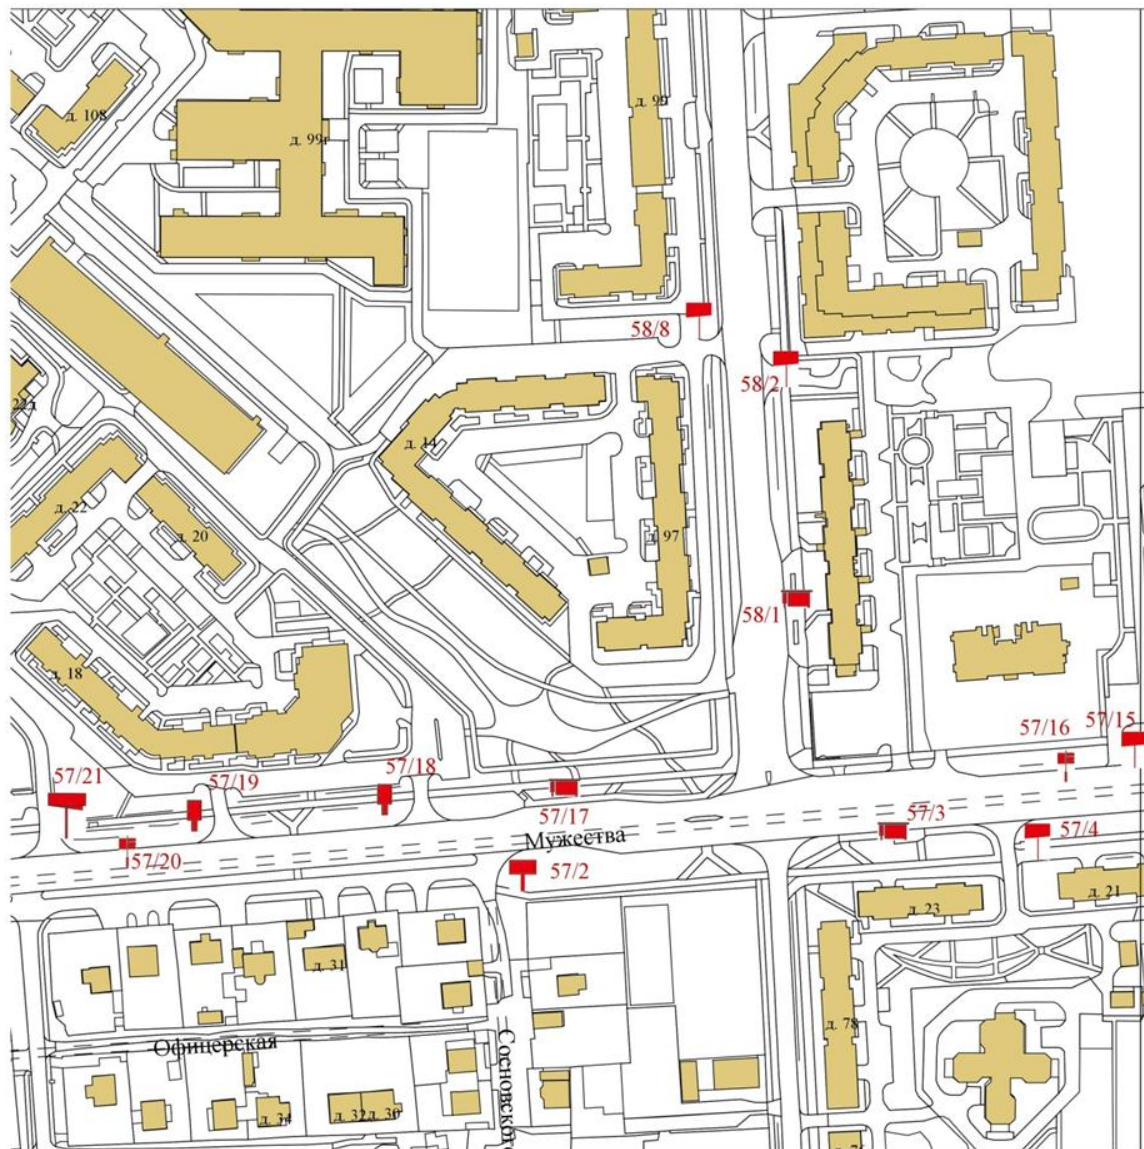 д. 99
д. 108
д. 99г
58/8
58/2
22д
д. 14
д. 22
д. 20
д. 97
58/1
д. 18
57/15
57/16
57/18
57/21
57/19
57/17
57/3
57/4
Мужества
57/20
57/2
д. 21
д. 23
д. 31
д. 78
Офицерская
Сосновского
д. 34
д. 32
д. 30